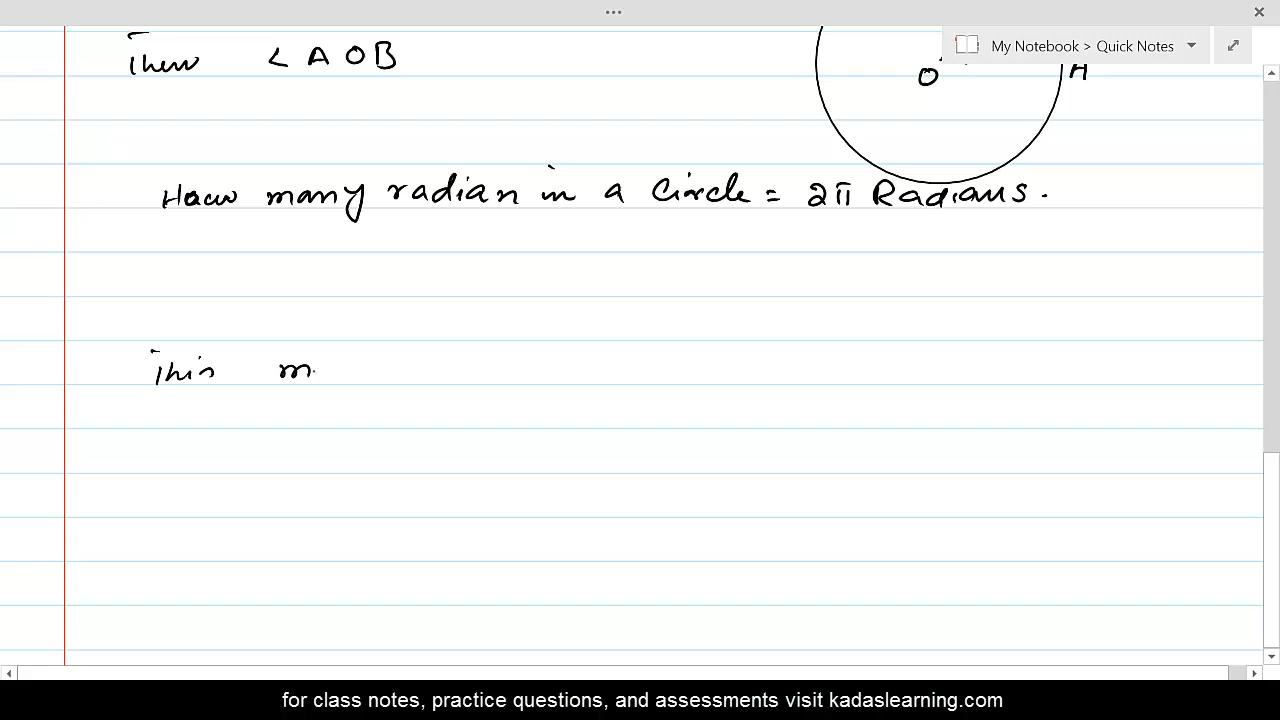 ...
My Notebook > Quick Notes
Then < A O B
O
A
How many radian in a Circle = 2π Radians.
This m
for class notes, practice questions, and assessments visit kadaslearning.com